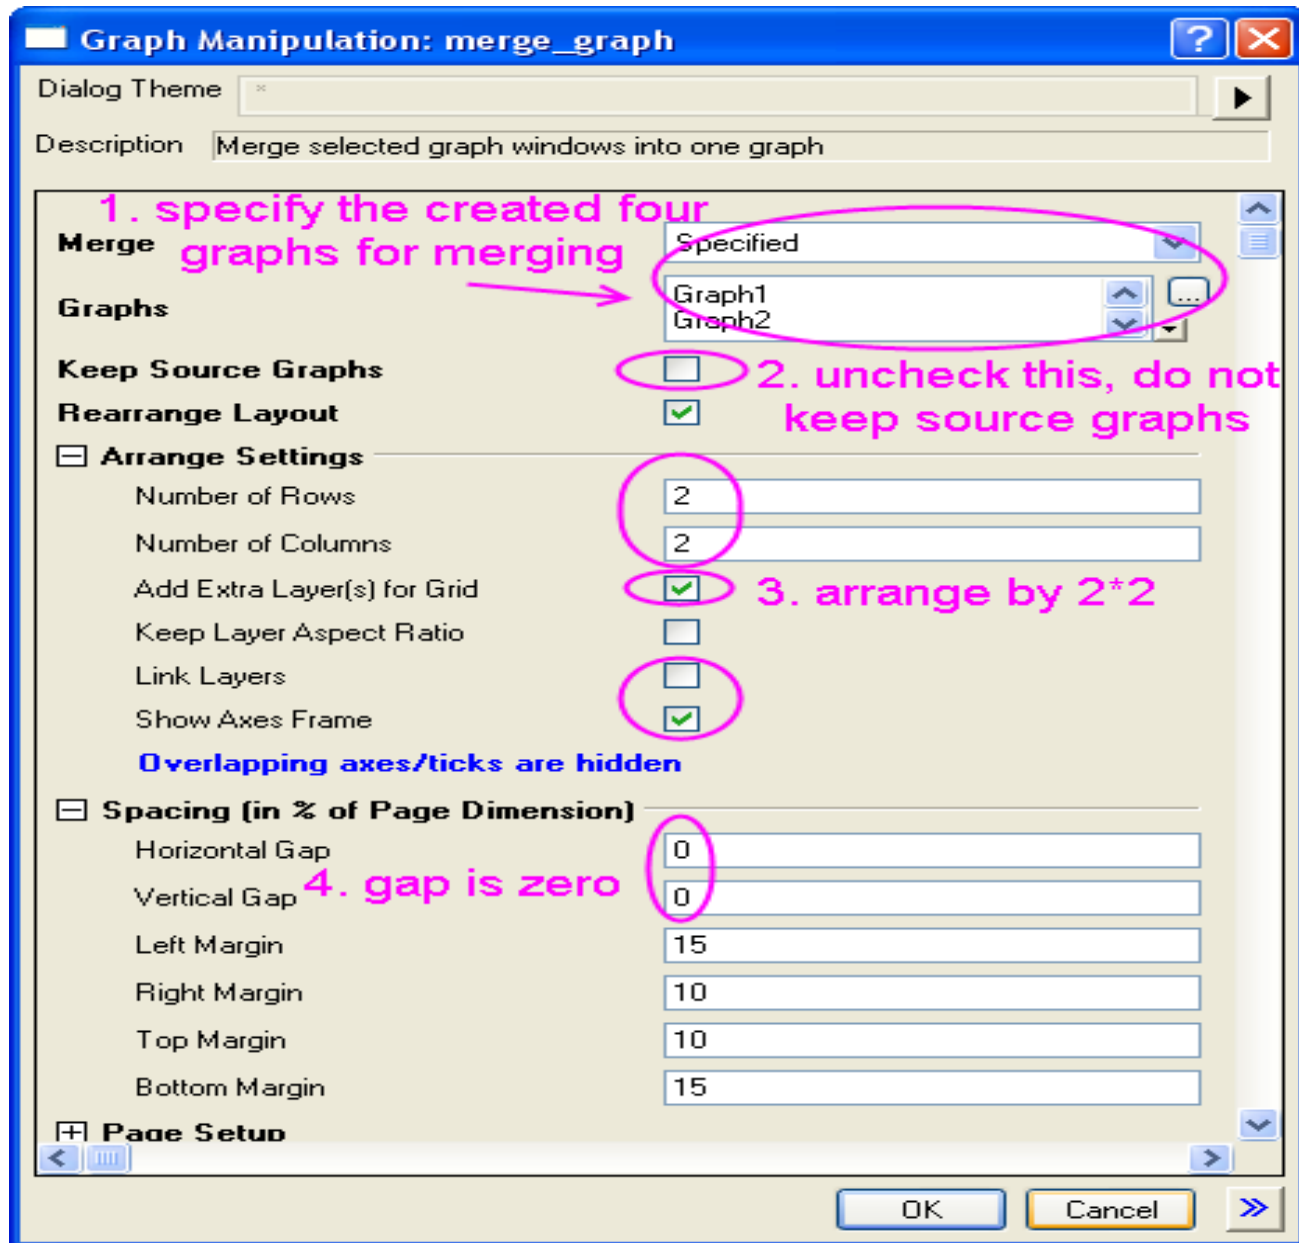 Graph Manipulation: merge_graph
Dialog Theme *
Description Merge selected graph windows into one graph
1. specify the created four
graphs for merging
Merge Specified
Graphs Graph1
Graph2
...
Keep Source Graphs
2. uncheck this, do not
keep source graphs
Rearrange Layout
Arrange Settings
Number of Rows 2
Number of Columns 2
Add Extra Layer(s) for Grid
3. arrange by 2*2
Keep Layer Aspect Ratio
Link Layers
Show Axes Frame
Overlapping axes/ticks are hidden
Spacing (in % of Page Dimension)
Horizontal Gap 0
4. gap is zero
Vertical Gap 0
Left Margin 15
Right Margin 10
Top Margin 10
Bottom Margin 15
Page Setup
OK Cancel